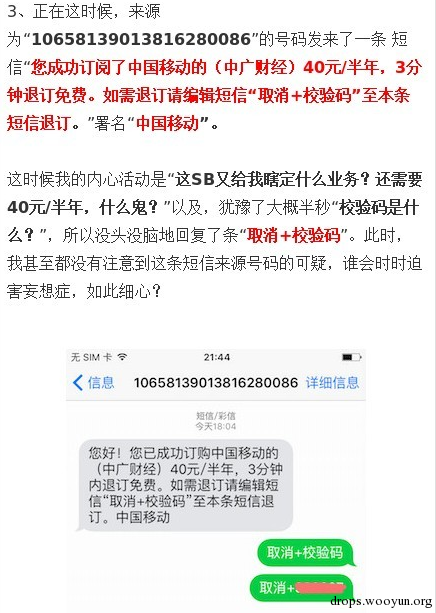 3、正在这时候，来源
为“10658139013816280086”的号码发来了一条 短
信“您成功订阅了中国移动的（中广财经）40元/半年，3分
钟退订免费。如需退订请编辑短信“取消+校验码”至本条
短信退订。”署名“中国移动”。
这时候我的内心活动是“这SB又给我瞎定什么业务？还需要
40元/半年，什么鬼？”以及，犹豫了大概半秒“校验码是什
么？”，所以没头没脑地回复了条“取消+校验码”。此时，
我甚至都没有注意到这条短信来源号码的可疑，谁会时时迫
害妄想症，如此细心？
无 SIM 卡 21:44
信息 10658139013816280086 详细信息
短信/彩信
今天18:04
您好！您已成功订购中国移动的
（中广财经）40元/半年，3分钟
内退订免费。如需退订请编辑短
信“取消+校验码”至本条短信退
订。中国移动
取消+校验码
取消+
drops.wooyun.org